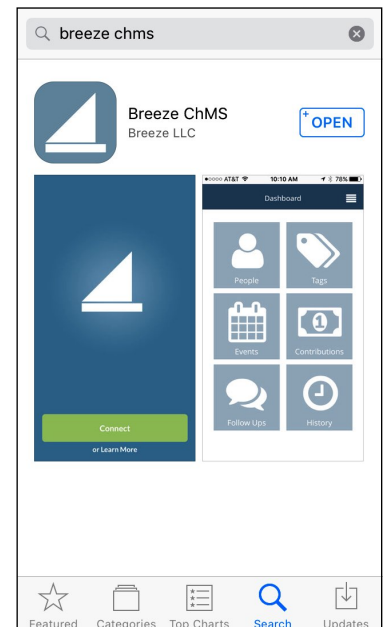 breeze chms
Breeze ChMS
Breeze LLC
+ OPEN
Connect
or Learn More
AT&T 10:10 AM 78%
Dashboard
People Tags
1
Events Contributions
Follow Ups History
Featured Categories Top Charts Search Updates